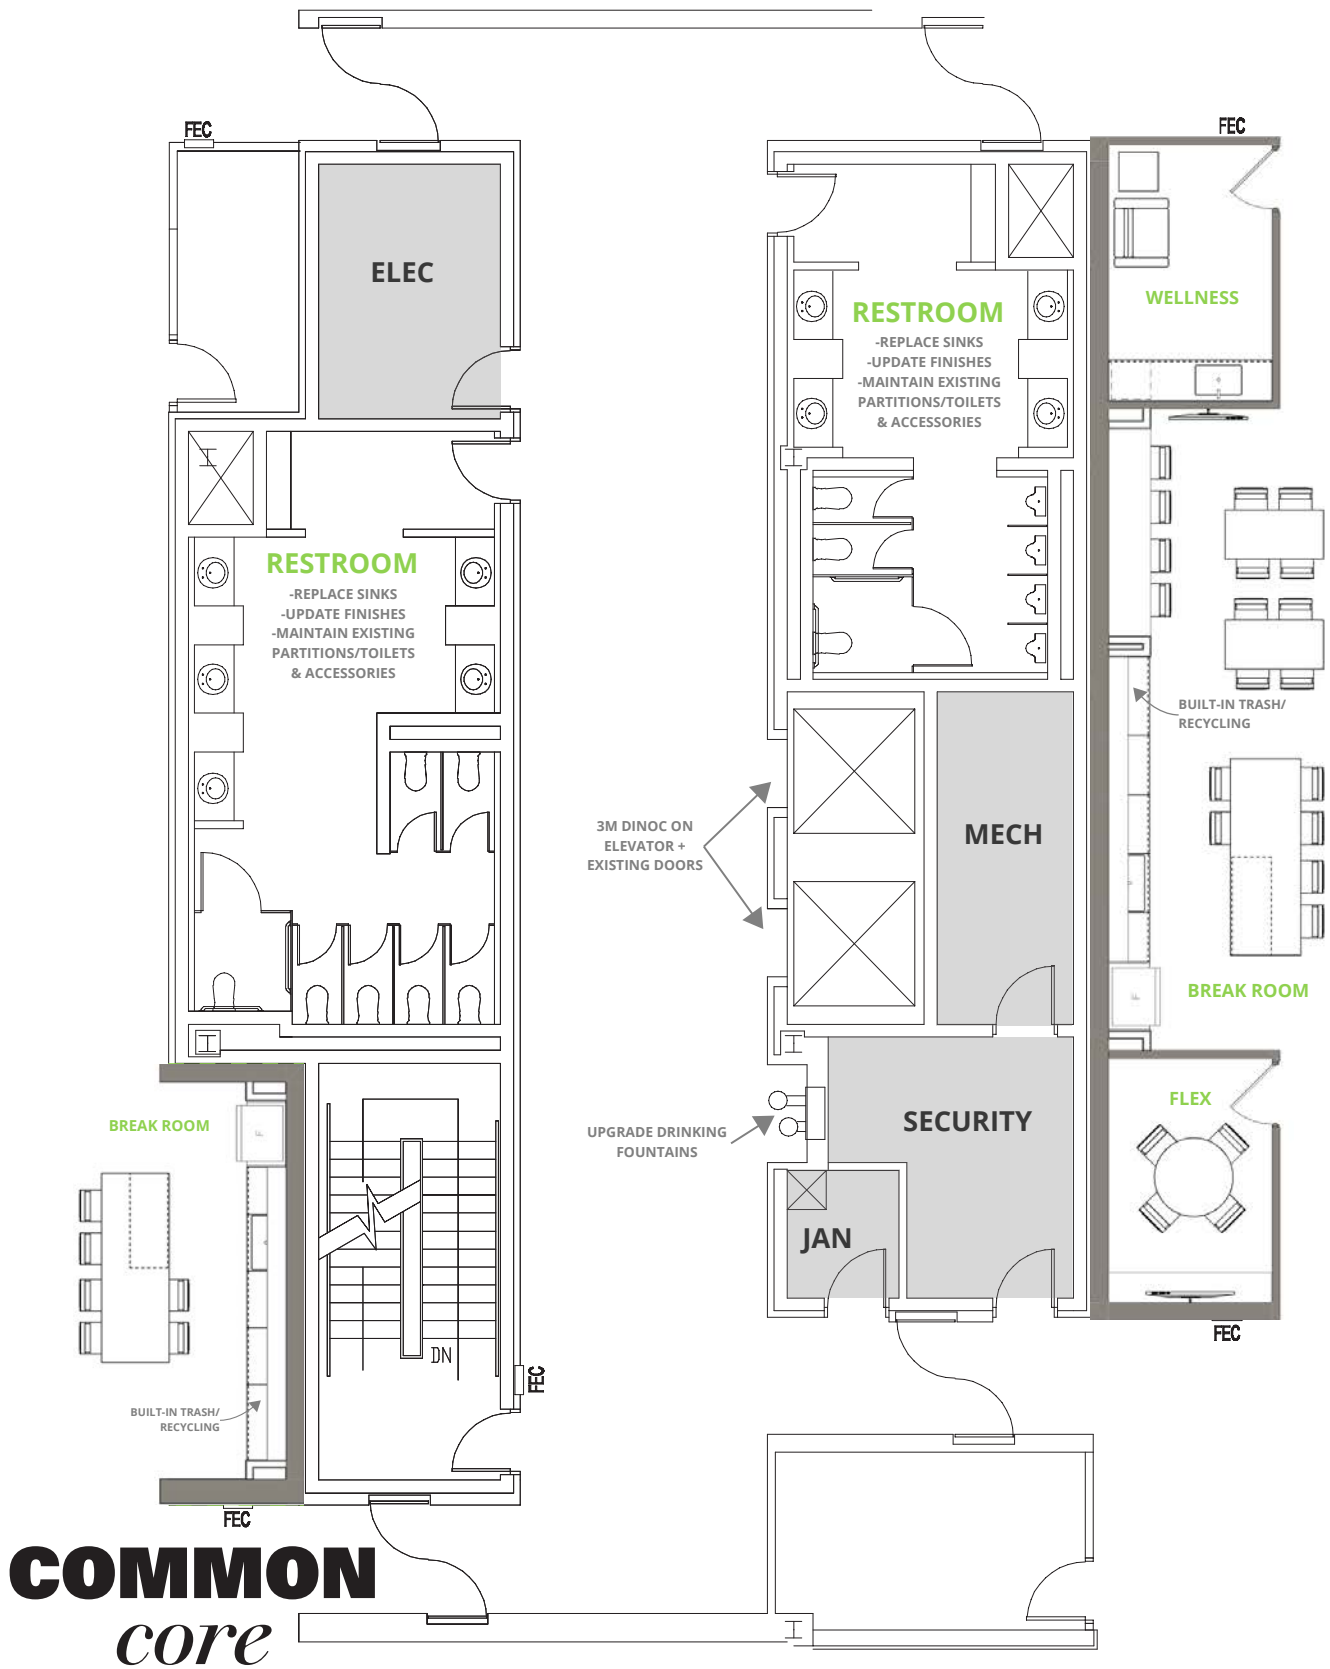 FEC
FEC
ELEC
WELLNESS
RESTROOM
-REPLACE SINKS
-UPDATE FINISHES
-MAINTAIN EXISTING
PARTITIONS/TOILETS
& ACCESSORIES
RESTROOM
-REPLACE SINKS
-UPDATE FINISHES
-MAINTAIN EXISTING
PARTITIONS/TOILETS
& ACCESSORIES
BUILT-IN TRASH/
RECYCLING
3M DINOC ON
ELEVATOR +
EXISTING DOORS
MECH
BREAK ROOM
F
FLEX
BREAK ROOM
F
UPGRADE DRINKING
FOUNTAINS
SECURITY
JAN
DN
FEC
FEC
BUILT-IN TRASH/
RECYCLING
FEC
COMMON
core